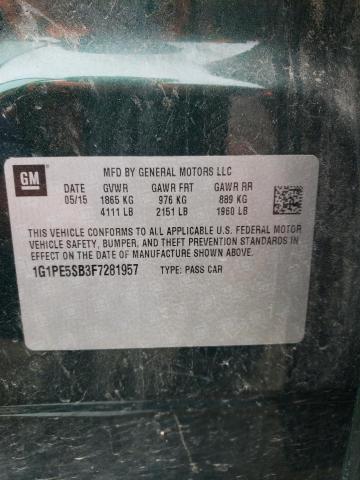 GM
MFD BY GENERAL MOTORS LLC
DATE GVWR GAWR FRT GAWR RR
05/15 1865 KG 976 KG 889 KG
4111 LB 2151 LB 1960 LB
THIS VEHICLE CONFORMS TO ALL APPLICABLE U.S. FEDERAL MOTOR
VEHICLE SAFETY, BUMPER, AND THEFT PREVENTION STANDARDS IN
EFFECT ON THE DATE OF MANUFACTURE SHOWN ABOVE.
1G1PE5SB3F7281957 TYPE: PASS CAR